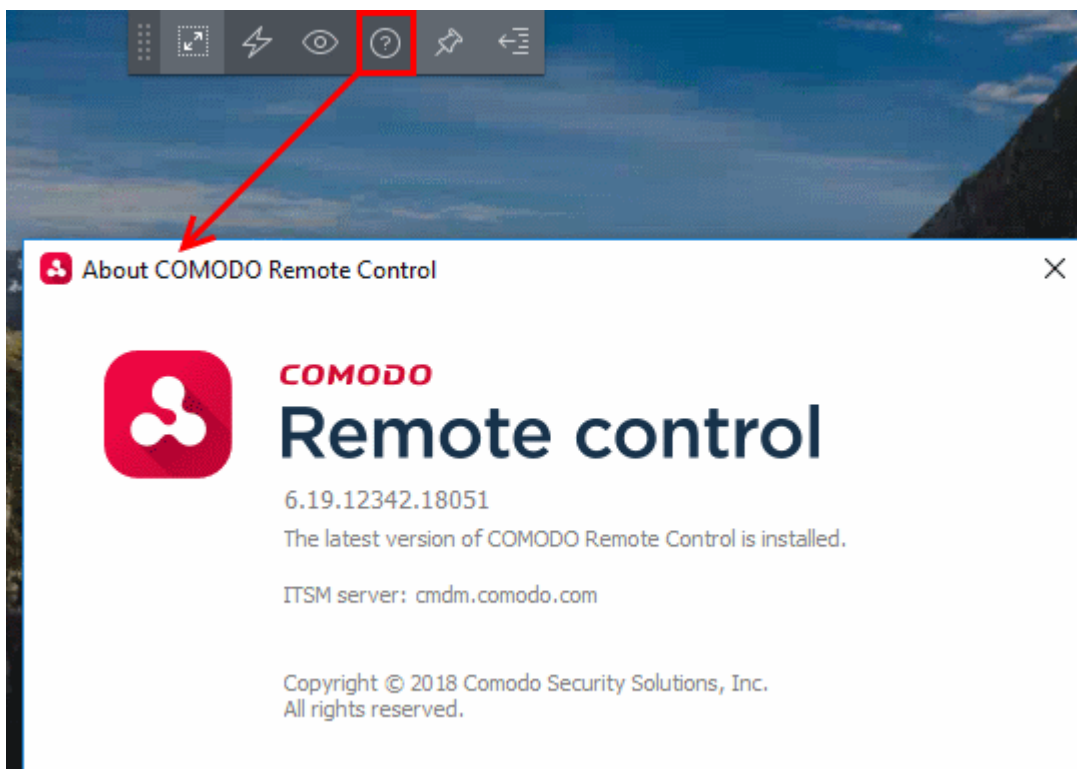 About COMODO Remote Control
COMODO
Remote control
6.19.12342.18051
The latest version of COMODO Remote Control is installed.
ITSM server: cmdm.comodo.com
Copyright © 2018 Comodo Security Solutions, Inc.
All rights reserved.